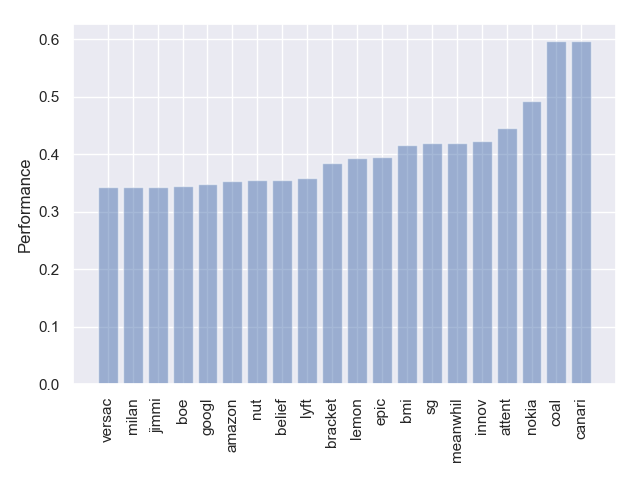 0.6
0.5
0.4
0.3
0.2
0.1
0.0
Performance
versac
milan
jimmi
boe
googl
amazon
nut
belief
lyft
bracket
lemon
epic
bmi
sg
meanwhil
innov
attent
nokia
coal
canari